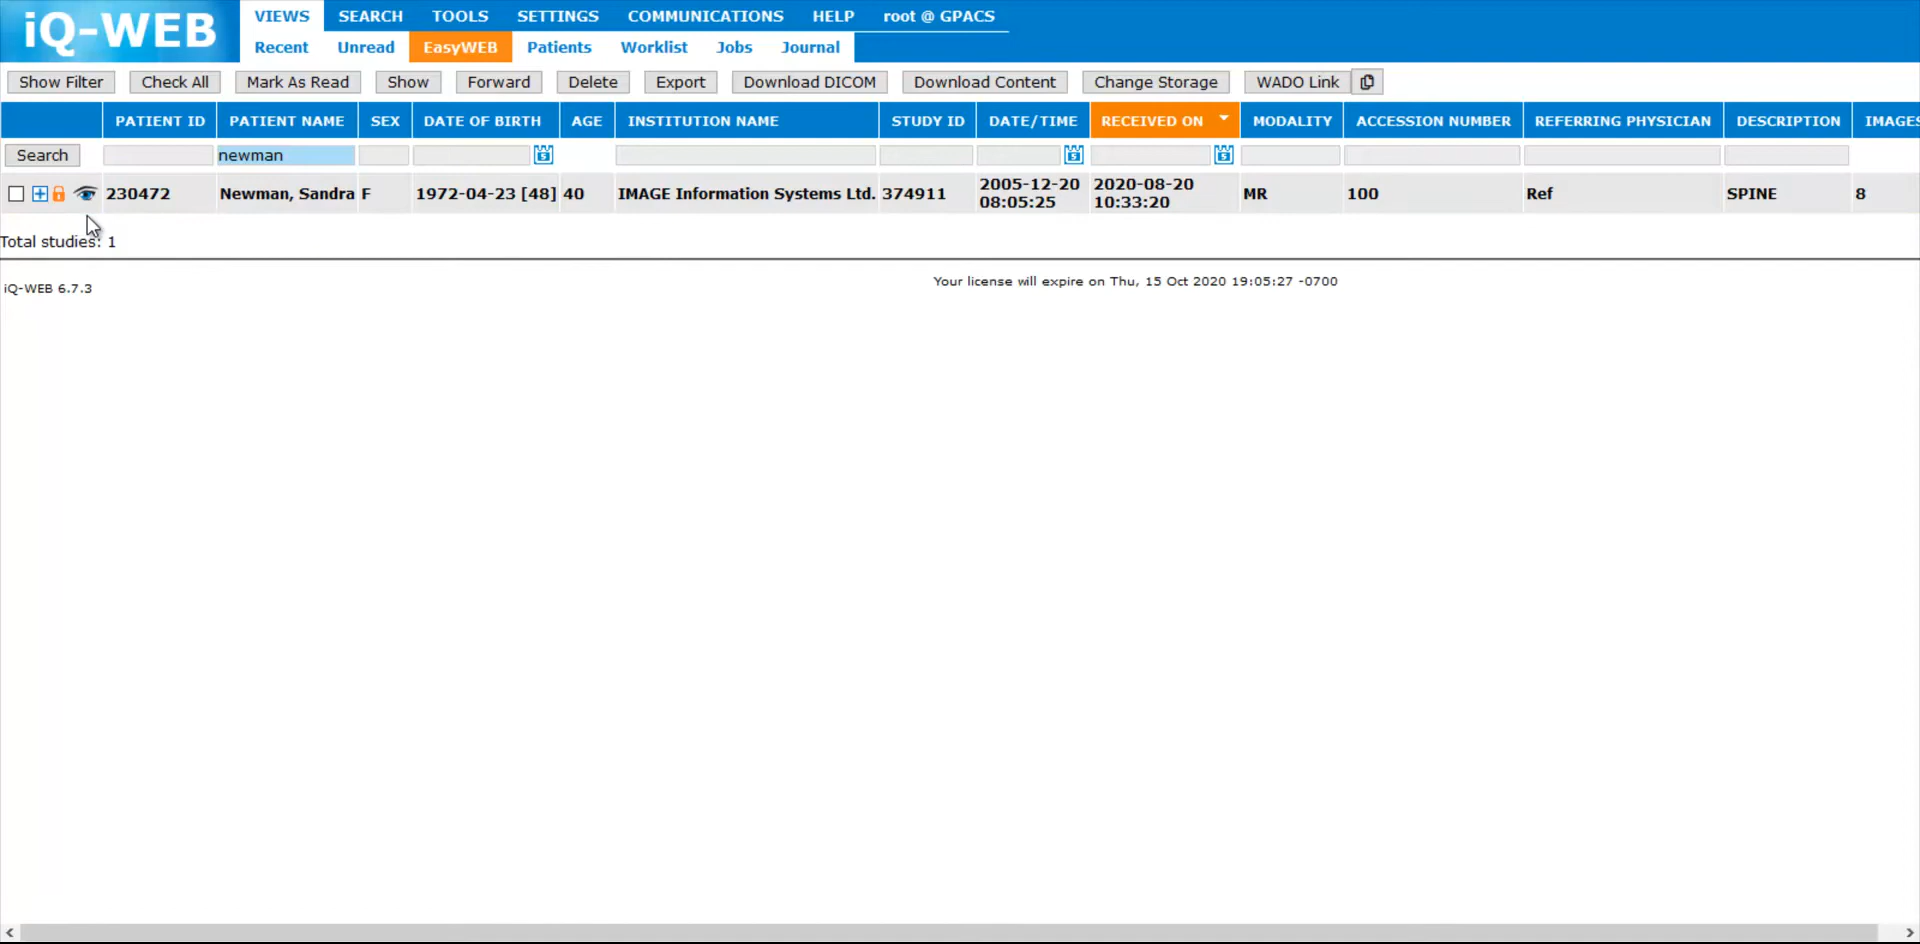 iQ-WEB
VIEWS SEARCH TOOLS SETTINGS COMMUNICATIONS HELP root @ GPACS
Recent Unread EasyWEB Patients Worklist Jobs Journal
Show Filter Check All Mark As Read Show Forward Delete Export Download DICOM Download Content Change Storage WADO Link
PATIENT ID PATIENT NAME SEX DATE OF BIRTH AGE INSTITUTION NAME STUDY ID DATE/TIME RECEIVED ON MODALITY ACCESSION NUMBER REFERRING PHYSICIAN DESCRIPTION IMAGES
Search newman
230472 Newman, Sandra F 1972-04-23 [48] 40 IMAGE Information Systems Ltd. 374911 2005-12-20 08:05:25 2020-08-20 10:33:20 MR 100 Ref SPINE 8
Total studies: 1
Your license will expire on Thu, 15 Oct 2020 19:05:27 -0700
iQ-WEB 6.7.3